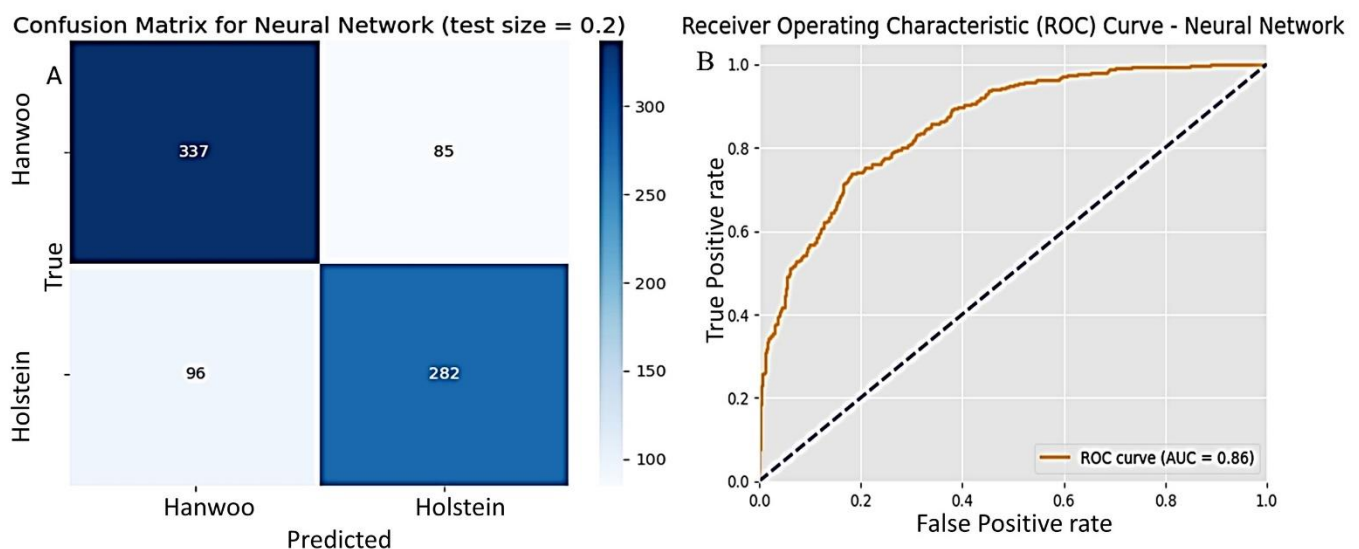 Confusion Matrix for Neural Network (test size = 0.2)
A
Hanwoo
True
Holstein
337
85
96
282
Hanwoo
Holstein
Predicted
300
250
200
150
100
Receiver Operating Characteristic (ROC) Curve - Neural Network
B
True Positive rate
1.0
0.8
0.6
0.4
0.2
0.0
ROC curve (AUC = 0.86)
0.0
0.2
0.4
0.6
0.8
1.0
False Positive rate